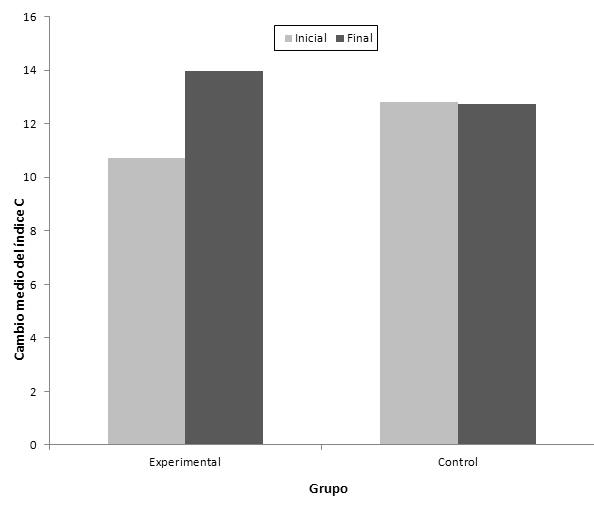 16
14
12
10
8
6
4
2
0
Cambio medio del índice C
Inicial Final
Experimental Control
Grupo